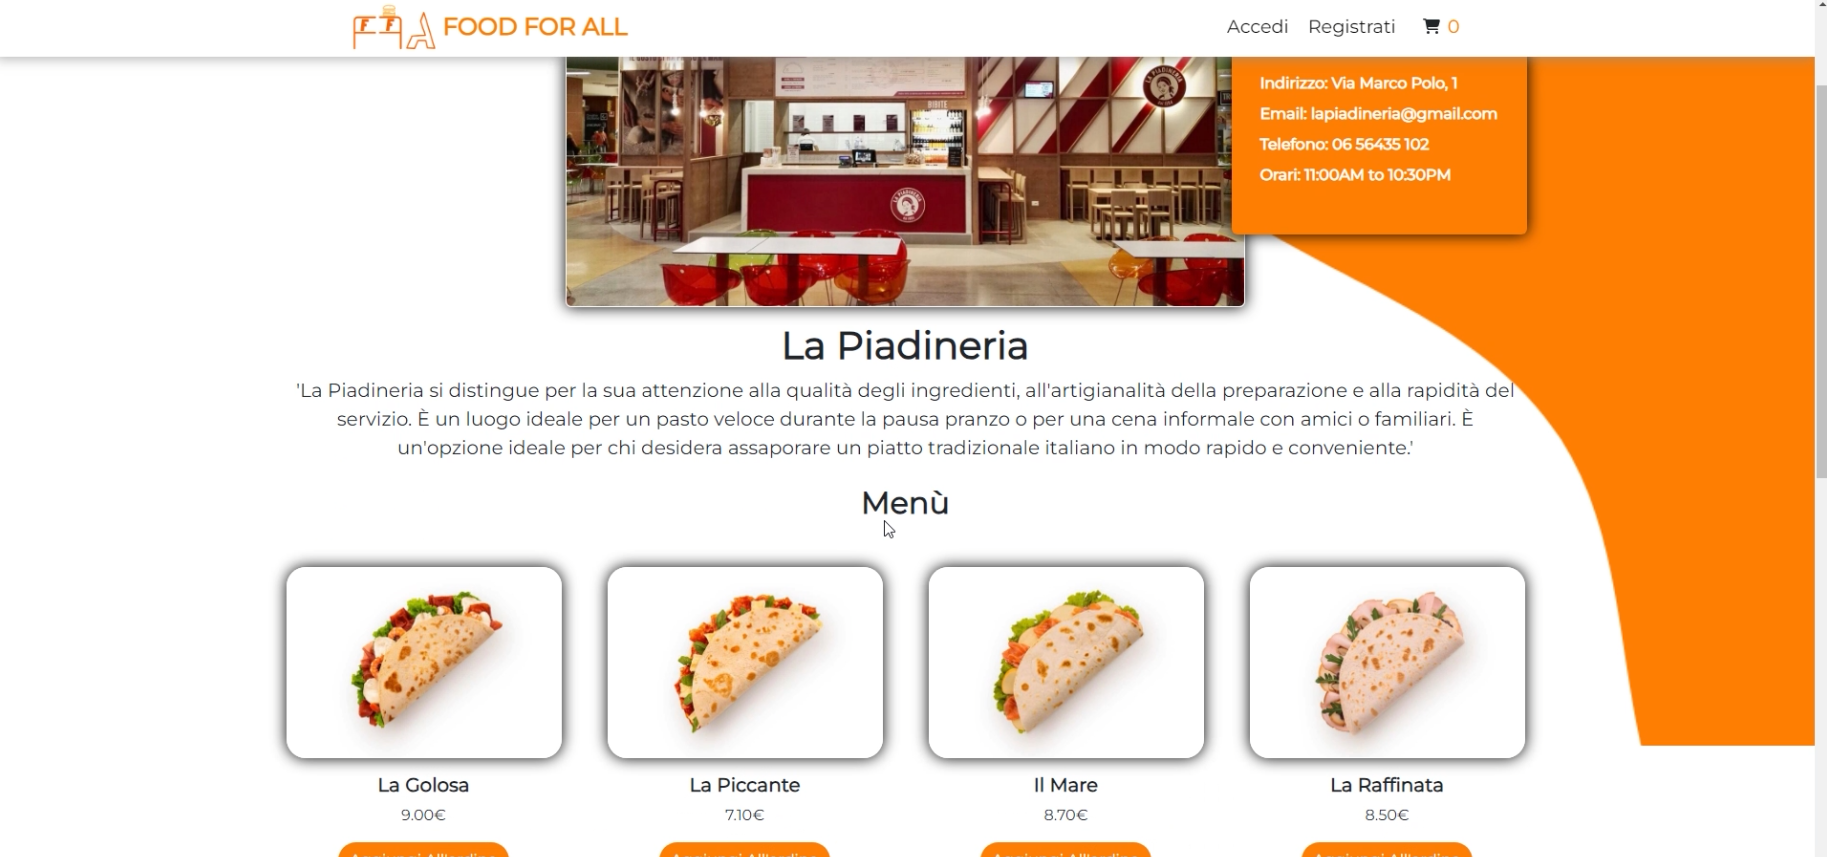 FOOD FOR ALL
Accedi Registrati 0
Indirizzo: Via Marco Polo, 1
Email: lapiadineria@gmail.com
Telefono: 06 56435 102
Orari: 11:00AM to 10:30PM
BIBITE
LA PIADINERIA
LA PIADINERIA
La Piadineria
'La Piadineria si distingue per la sua attenzione alla qualità degli ingredienti, all'artigianalità della preparazione e alla rapidità del
servizio. È un luogo ideale per un pasto veloce durante la pausa pranzo o per una cena informale con amici o familiari. È
un'opzione ideale per chi desidera assaporare un piatto tradizionale italiano in modo rapido e conveniente.'
Menù
La Golosa
9.00€
La Piccante
7.10€
Il Mare
8.70€
La Raffinata
8.50€